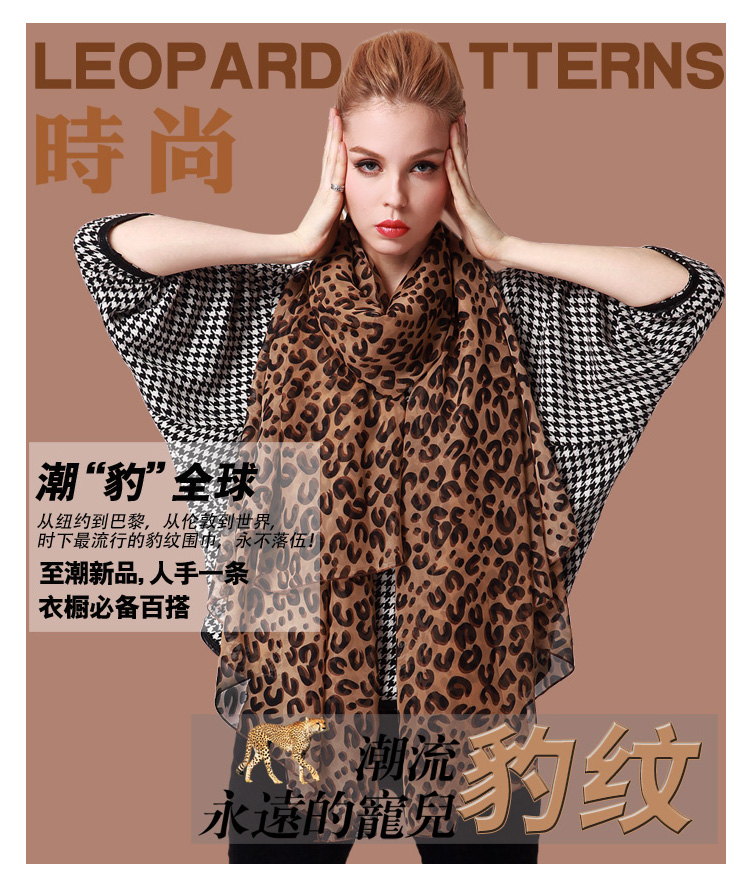 LEOPARD PATTERNS
時尚
潮“豹”全球
从纽约到巴黎，从伦敦到世界，
时下最流行的豹纹围巾，永不落伍！
至潮新品，人手一条
衣橱必备百搭
潮流
永遠的寵兒
豹纹